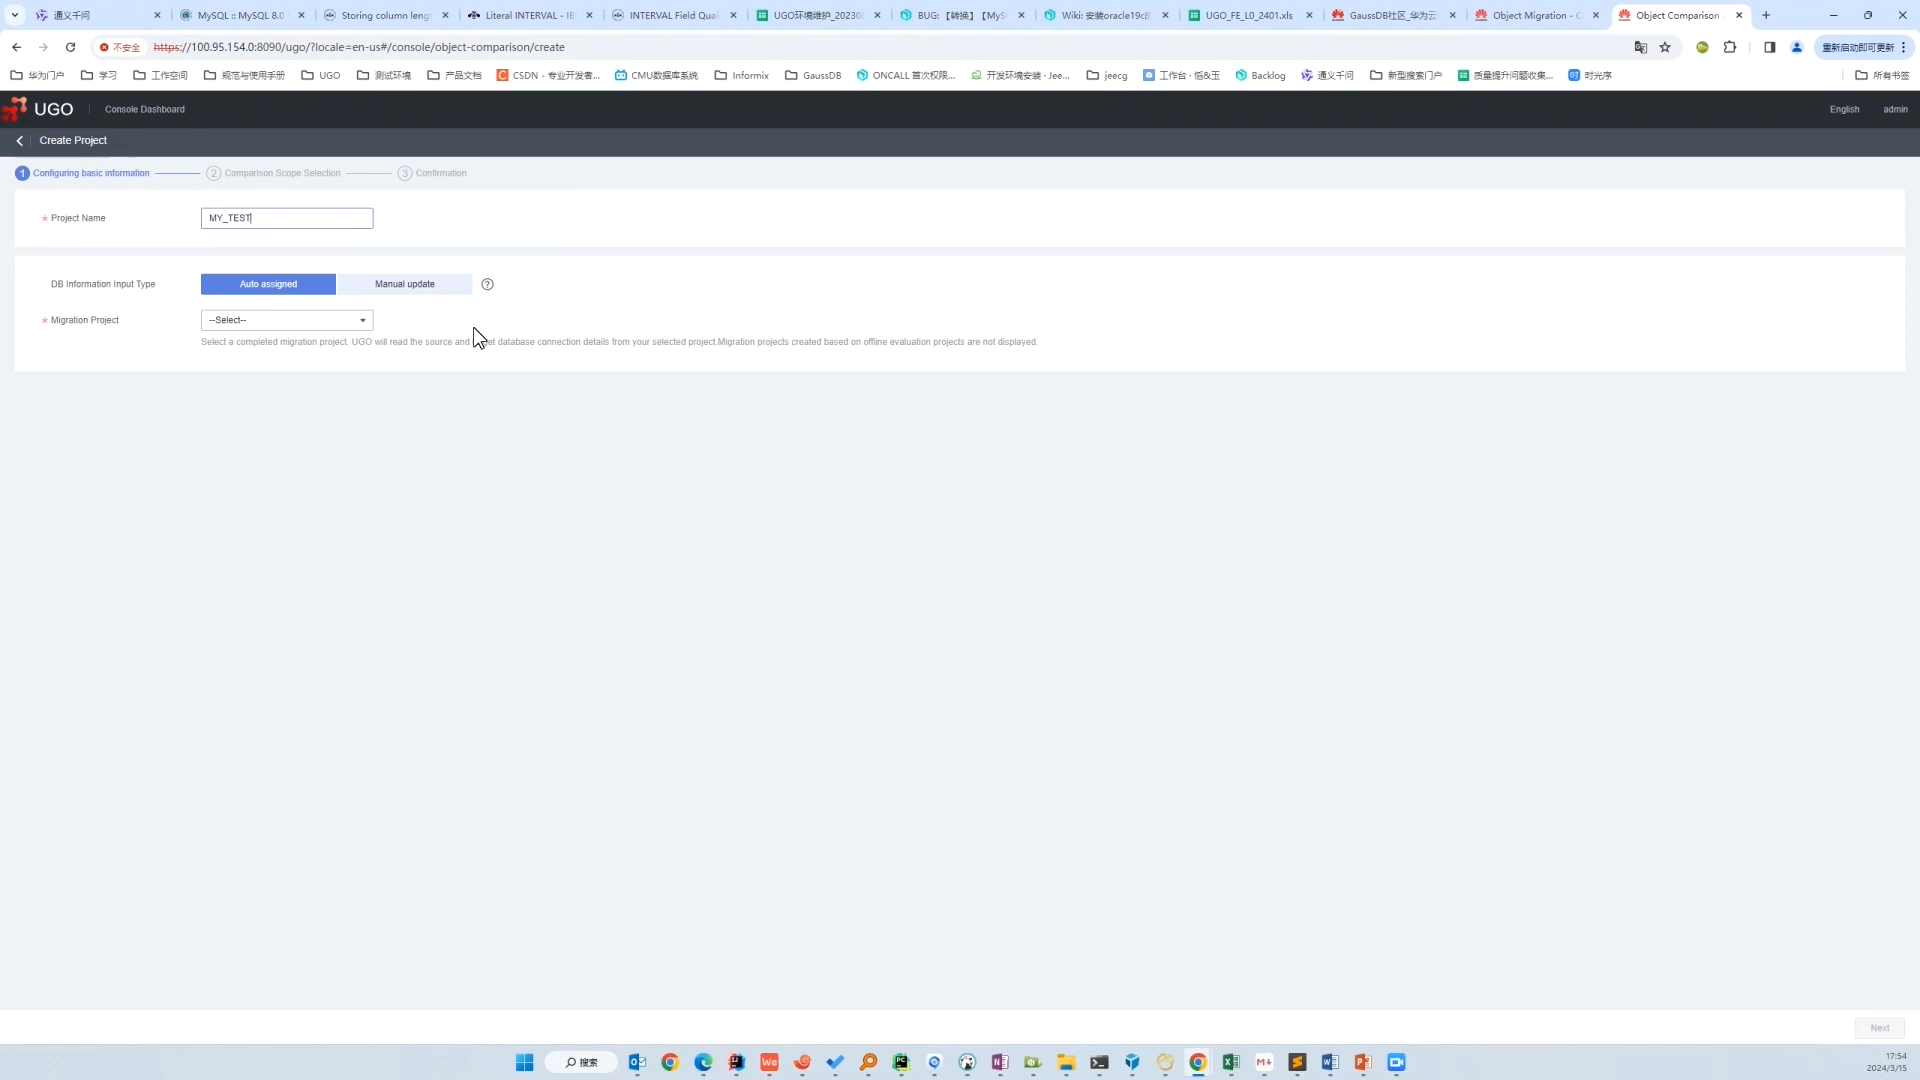 通义千问
MySQL :: MySQL 8.0
Storing column leng
Literal INTERVAL - IB
INTERVAL Field Qual
UGO环境维护_20230
BUG: 【转换】【MyS
Wiki: 安装oracle19c的
UGO_FE_L0_2401.xls
GaussDB社区_华为云
Object Migration - C
Object Comparison
不安全 https://100.95.154.0:8090/ugo/?locale=en-us#/console/object-comparison/create
重新启动即可更新
华为门户
学习
工作空间
规范与使用手册
UGO
测试环境
产品文档
CSDN - 专业开发者...
CMU数据库系统
Informix
GaussDB
ONCALL 首次权限...
开发环境安装 · Jee...
jeecg
工作台 · 恬&玉
Backlog
通义千问
新型搜索门户
质量提升问题收集...
时光序
所有书签
UGO
Console Dashboard
English
admin
Create Project
1 Configuring basic information
2 Comparison Scope Selection
3 Confirmation
* Project Name
MY_TEST
DB Information Input Type
Auto assigned
Manual update
* Migration Project
--Select--
Select a completed migration project. UGO will read the source and et database connection details from your selected project.Migration projects created based on offline evaluation projects are not displayed.
Next
搜索
17:54
2024/3/15